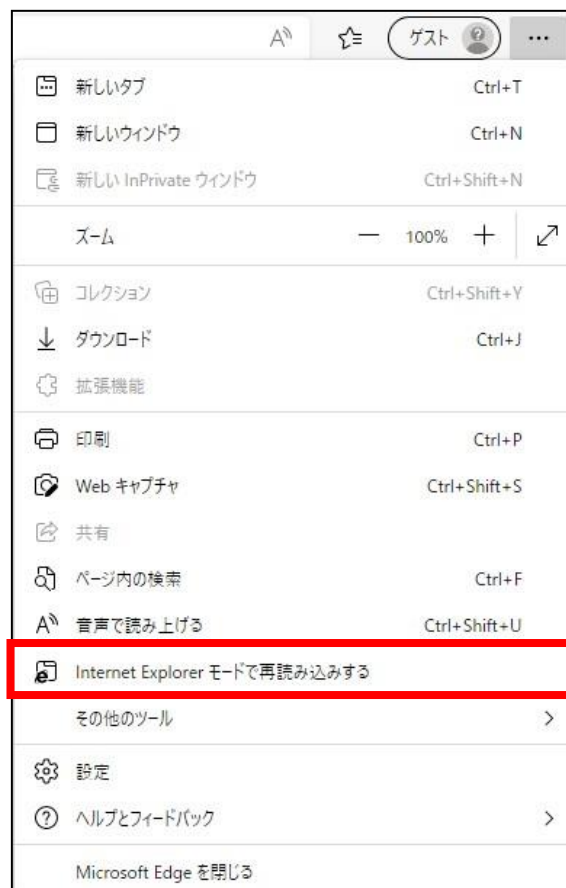 ゲスト
新しいタブ Ctrl+T
新しいウィンドウ Ctrl+N
新しい InPrivate ウィンドウ Ctrl+Shift+N
ズーム 100%
コレクション Ctrl+Shift+Y
ダウンロード Ctrl+J
拡張機能
印刷 Ctrl+P
Web キャプチャ Ctrl+Shift+S
共有
ページ内の検索 Ctrl+F
音声で読み上げる Ctrl+Shift+U
Internet Explorer モードで再読み込みする
その他のツール
設定
ヘルプとフィードバック
Microsoft Edge を閉じる